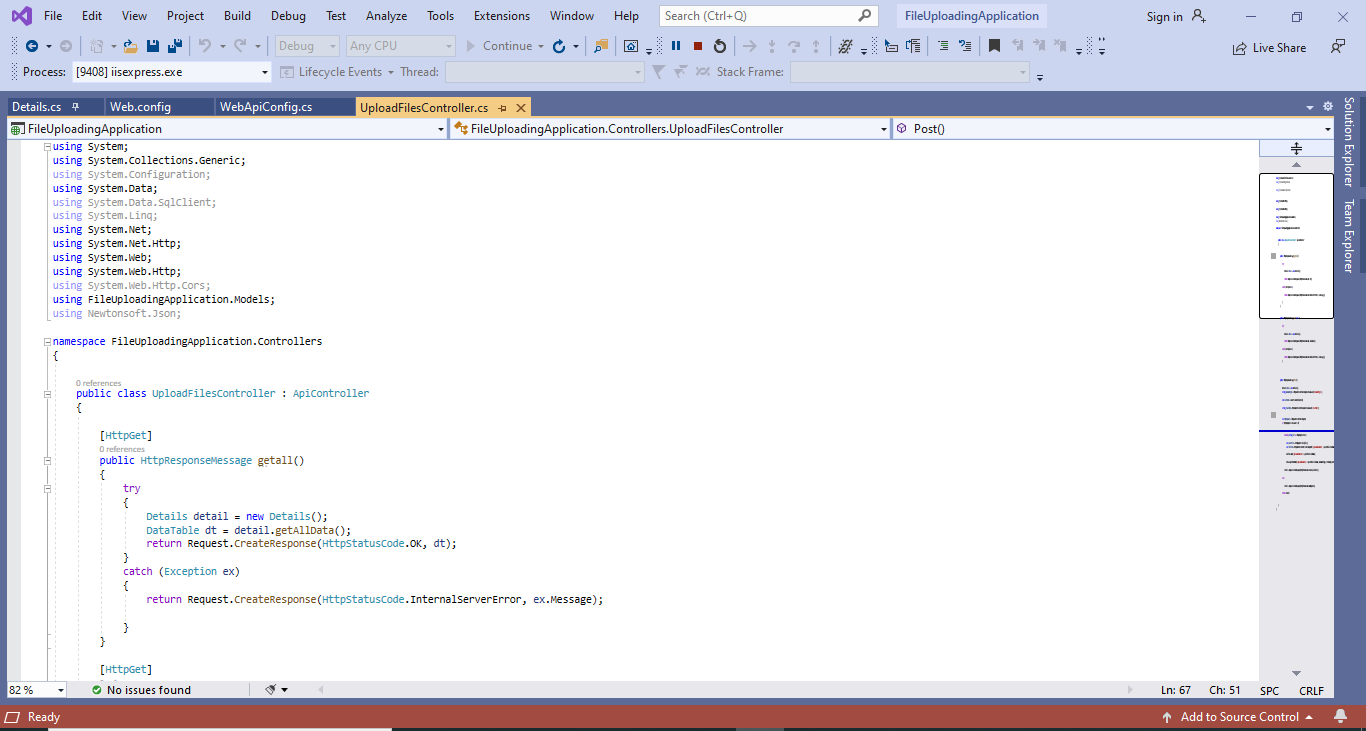 File Edit View Project Build Debug Test Analyze Tools Extensions Window Help Search (Ctrl+Q) FileUploadingApplication Sign in
Debug Any CPU Continue Live Share
Process: [9408] iisexpress.exe Lifecycle Events Thread: Stack Frame:
Details.cs Web.config WebApiConfig.cs UploadFilesController.cs
FileUploadingApplication FileUploadingApplication.Controllers.UploadFilesController Post()
Solution Explorer
Team Explorer
using System;
using System.Collections.Generic;
using System.Configuration;
using System.Data;
using System.Data.SqlClient;
using System.Linq;
using System.Net;
using System.Net.Http;
using System.Web;
using System.Web.Http;
using System.Web.Http.Cors;
using FileUploadingApplication.Models;
using Newtonsoft.Json;
namespace FileUploadingApplication.Controllers
{
0 references
public class UploadFilesController : ApiController
{
[HttpGet]
0 references
public HttpResponseMessage getall()
{
try
{
Details detail = new Details();
DataTable dt = detail.getAllData();
return Request.CreateResponse(HttpStatusCode.OK, dt);
}
catch (Exception ex)
{
return Request.CreateResponse(HttpStatusCode.InternalServerError, ex.Message);
}
}
[HttpGet]
82 % No issues found Ln: 67 Ch: 51 SPC CRLF
Ready Add to Source Control